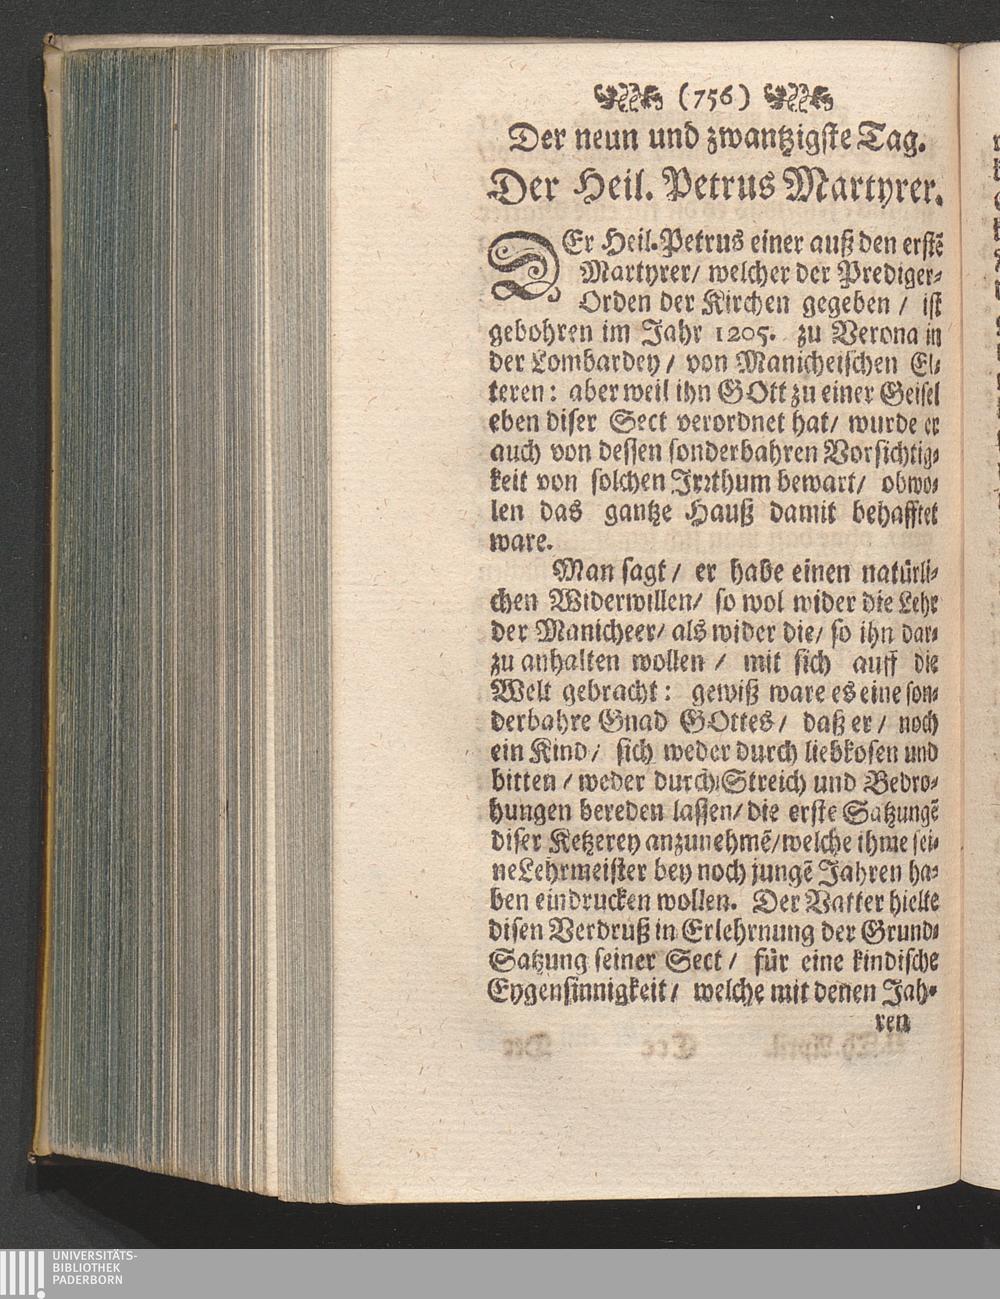 (756)
Der neun und zwantzigste Tag.
Der Heil. Petrus Martyrer.
DEr Heil. Petrus einer auß den erstē
Martyrer/ welcher der Prediger-
Orden der Kirchen gegeben / ist
gebohren im Jahr 1205. zu Verona in
der Lombardey / von Manicheischen El-
teren: aber weil ihn GOtt zu einer Geisel
eben diser Sect verordnet hat/ wurde er
auch von dessen sonderbahren Vorsichtig-
keit von solchen Irrthum bewart/ obwo-
len das gantze Hauß damit behafftet
ware.
Man sagt / er habe einen natürli-
chen Widerwillen/ so wol wider die Lehr
der Manicheer/ als wider die/ so ihn dar-
zu anhalten wollen / mit sich auff die
Welt gebracht: gewiß ware es eine son-
derbahre Gnad GOttes / daß er / noch
ein Kind / sich weder durch liebkosen und
bitten / weder durch Streich und Bedro-
hungen bereden lassen/ die erste Satzungē
diser Ketzerey anzunehmē/ welche ihme sei-
ne Lehrmeister bey noch jungē Jahren ha-
ben eindrucken wollen. Der Vatter hielte
disen Verdruß in Erlehrnung der Grund-
Satzung seiner Sect / für eine kindische
Eygensinnigkeit / welche mit denen Jah-
ren
UNIVERSITÄTS-
BIBLIOTHEK
PADERBORN